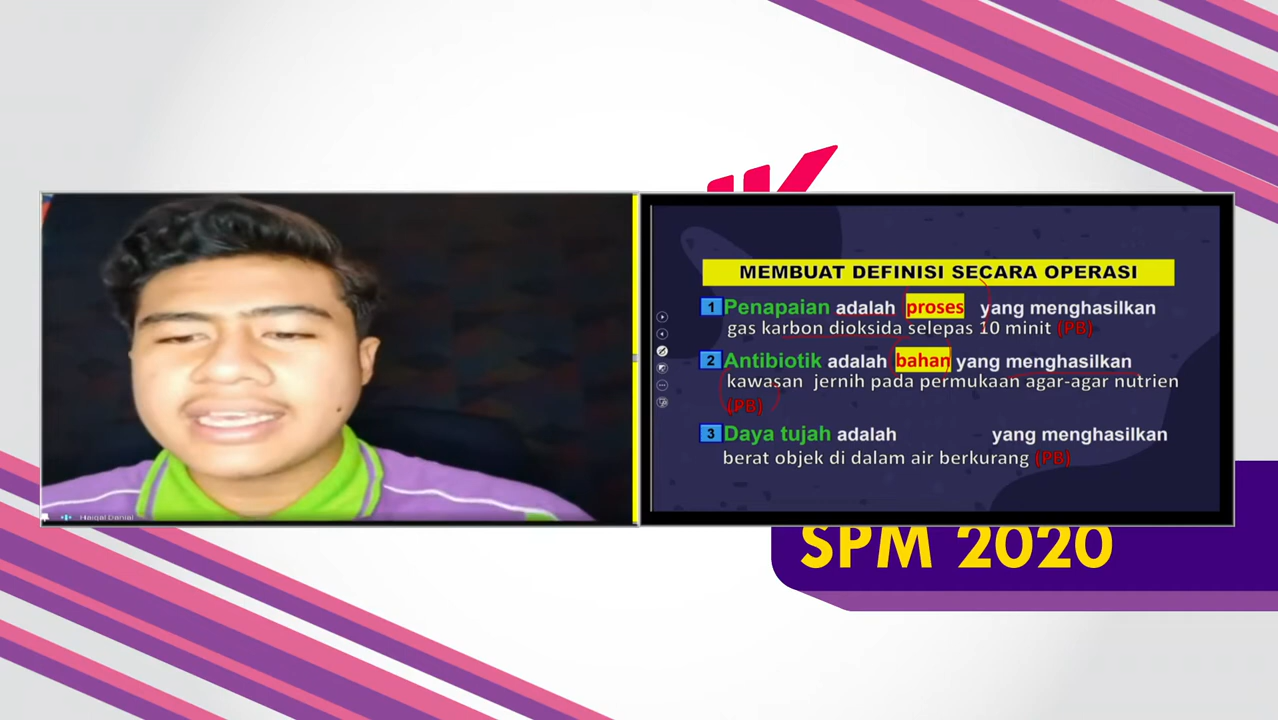 MEMBUAT DEFINISI SECARA OPERASI
1 Penapaian adalah proses yang menghasilkan
gas karbon dioksida selepas 10 minit (PB)
2 Antibiotik adalah bahan yang menghasilkan
kawasan jernih pada permukaan agar-agar nutrien
(PB)
3 Daya tujah adalah yang menghasilkan
berat objek di dalam air berkurang (PB)
Haiqal Danial
SPM 2020